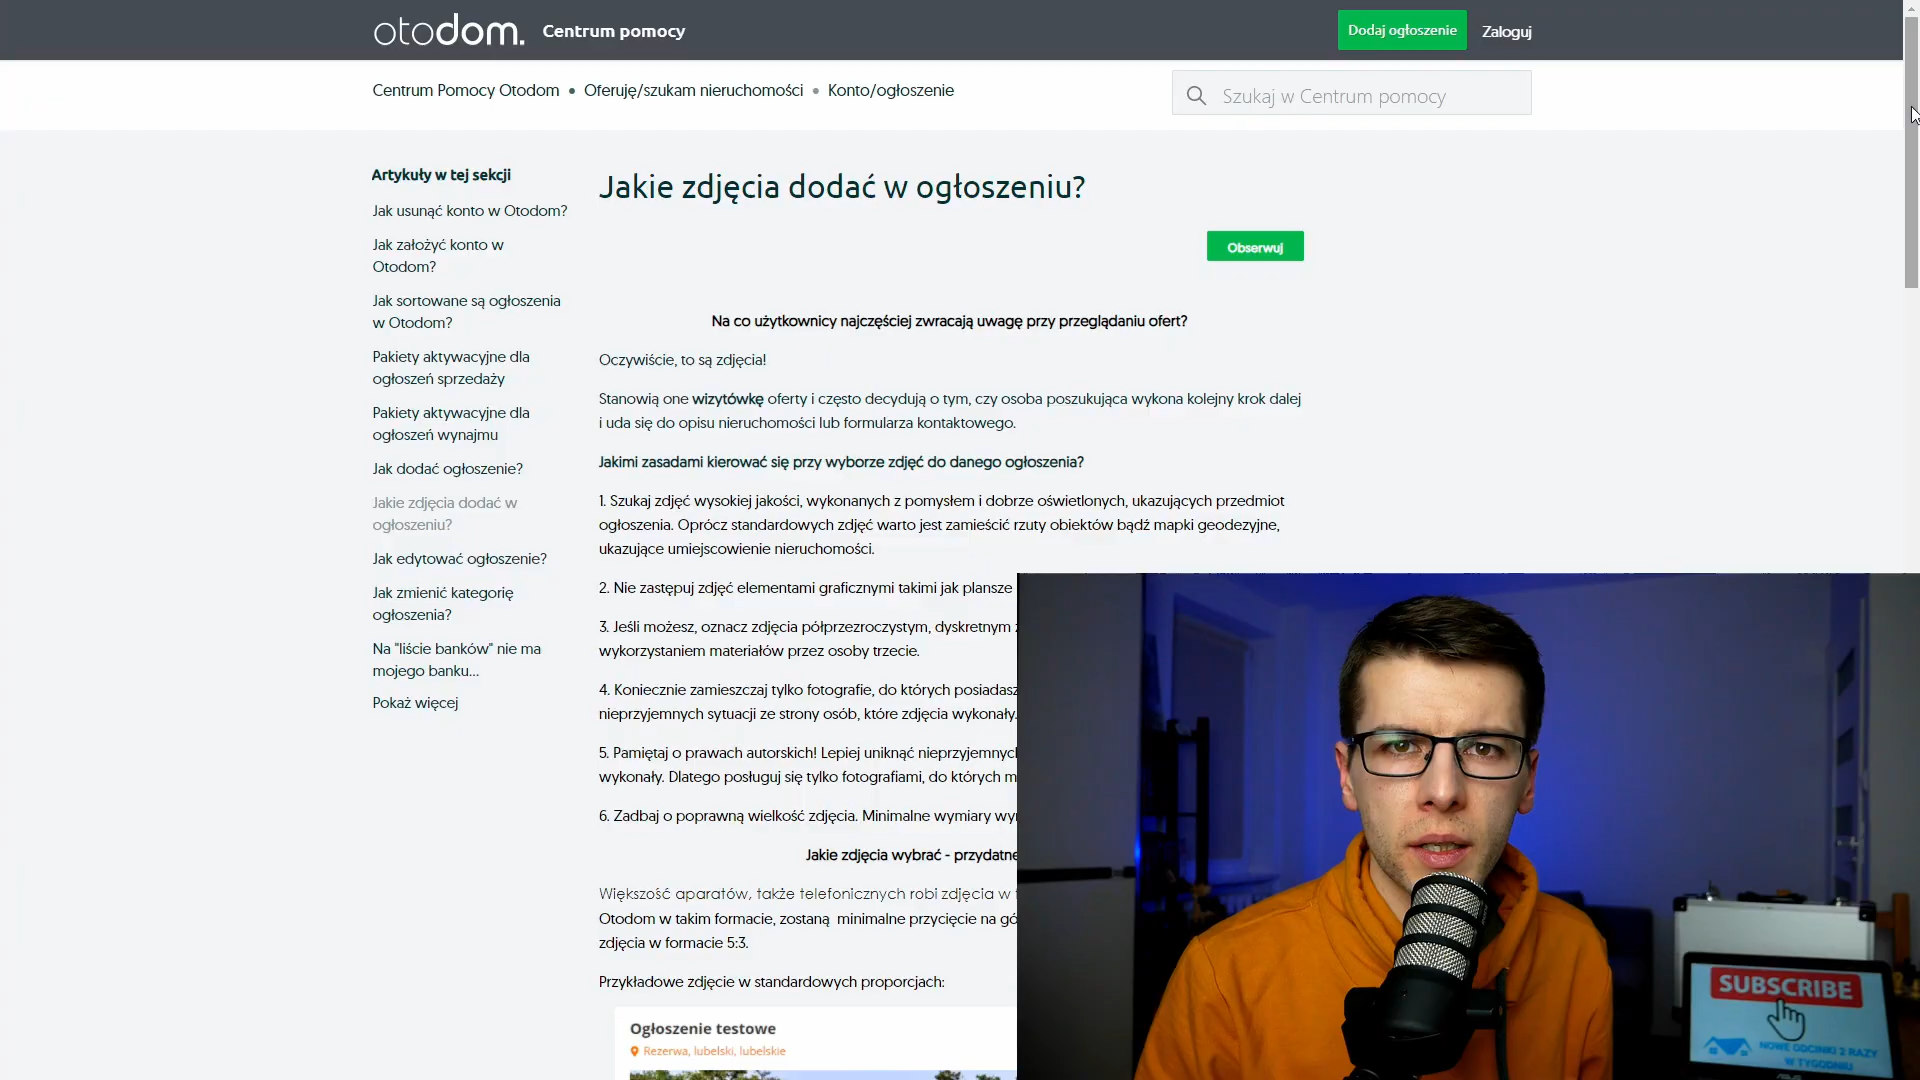 otodom. Centrum pomocy
Dodaj ogłoszenie
Zaloguj
Centrum Pomocy Otodom • Oferuję/szukam nieruchomości • Konto/ogłoszenie
Szukaj w Centrum pomocy
Artykuły w tej sekcji
Jak usunąć konto w Otodom?
Jak założyć konto w
Otodom?
Jak sortowane są ogłoszenia
w Otodom?
Pakiety aktywacyjne dla
ogłoszeń sprzedaży
Pakiety aktywacyjne dla
ogłoszeń wynajmu
Jak dodać ogłoszenie?
Jakie zdjęcia dodać w
ogłoszeniu?
Jak edytować ogłoszenie?
Jak zmienić kategorię
ogłoszenia?
Na "liście banków" nie ma
mojego banku...
Pokaż więcej
Jakie zdjęcia dodać w ogłoszeniu?
Obserwuj
Na co użytkownicy najczęściej zwracają uwagę przy przeglądaniu ofert?
Oczywiście, to są zdjęcia!
Stanowią one wizytówkę oferty i często decydują o tym, czy osoba poszukująca wykona kolejny krok dalej
i uda się do opisu nieruchomości lub formularza kontaktowego.
Jakimi zasadami kierować się przy wyborze zdjęć do danego ogłoszenia?
1. Szukaj zdjęć wysokiej jakości, wykonanych z pomysłem i dobrze oświetlonych, ukazujących przedmiot
ogłoszenia. Oprócz standardowych zdjęć warto jest zamieścić rzuty obiektów bądź mapki geodezyjne,
ukazujące umiejscowienie nieruchomości.
2. Nie zastępuj zdjęć elementami graficznymi takimi jak plansze
3. Jeśli możesz, oznacz zdjęcia półprzezroczystym, dyskretnym
wykorzystaniem materiałów przez osoby trzecie.
4. Koniecznie zamieszczaj tylko fotografie, do których posiadasz
nieprzyjemnych sytuacji ze strony osób, które zdjęcia wykonały.
5. Pamiętaj o prawach autorskich! Lepiej uniknąć nieprzyjemnych
wykonały. Dlatego posługuj się tylko fotografiami, do których m
6. Zadbaj o poprawną wielkość zdjęcia. Minimalne wymiary
Jakie zdjęcia wybrać - przydatne
Większość aparatów, także telefonicznych robi zdjęcia w
Otodom w takim formacie, zostaną minimalne przycięcie na
zdjęcia w formacie 5:3.
Przykładowe zdjęcie w standardowych proporcjach:
Ogłoszenie testowe
Rezerwa, lubelski, lubelskie
SUBSCRIBE
NOWE ODCINKI 2 RAZY
W TYGODNIU